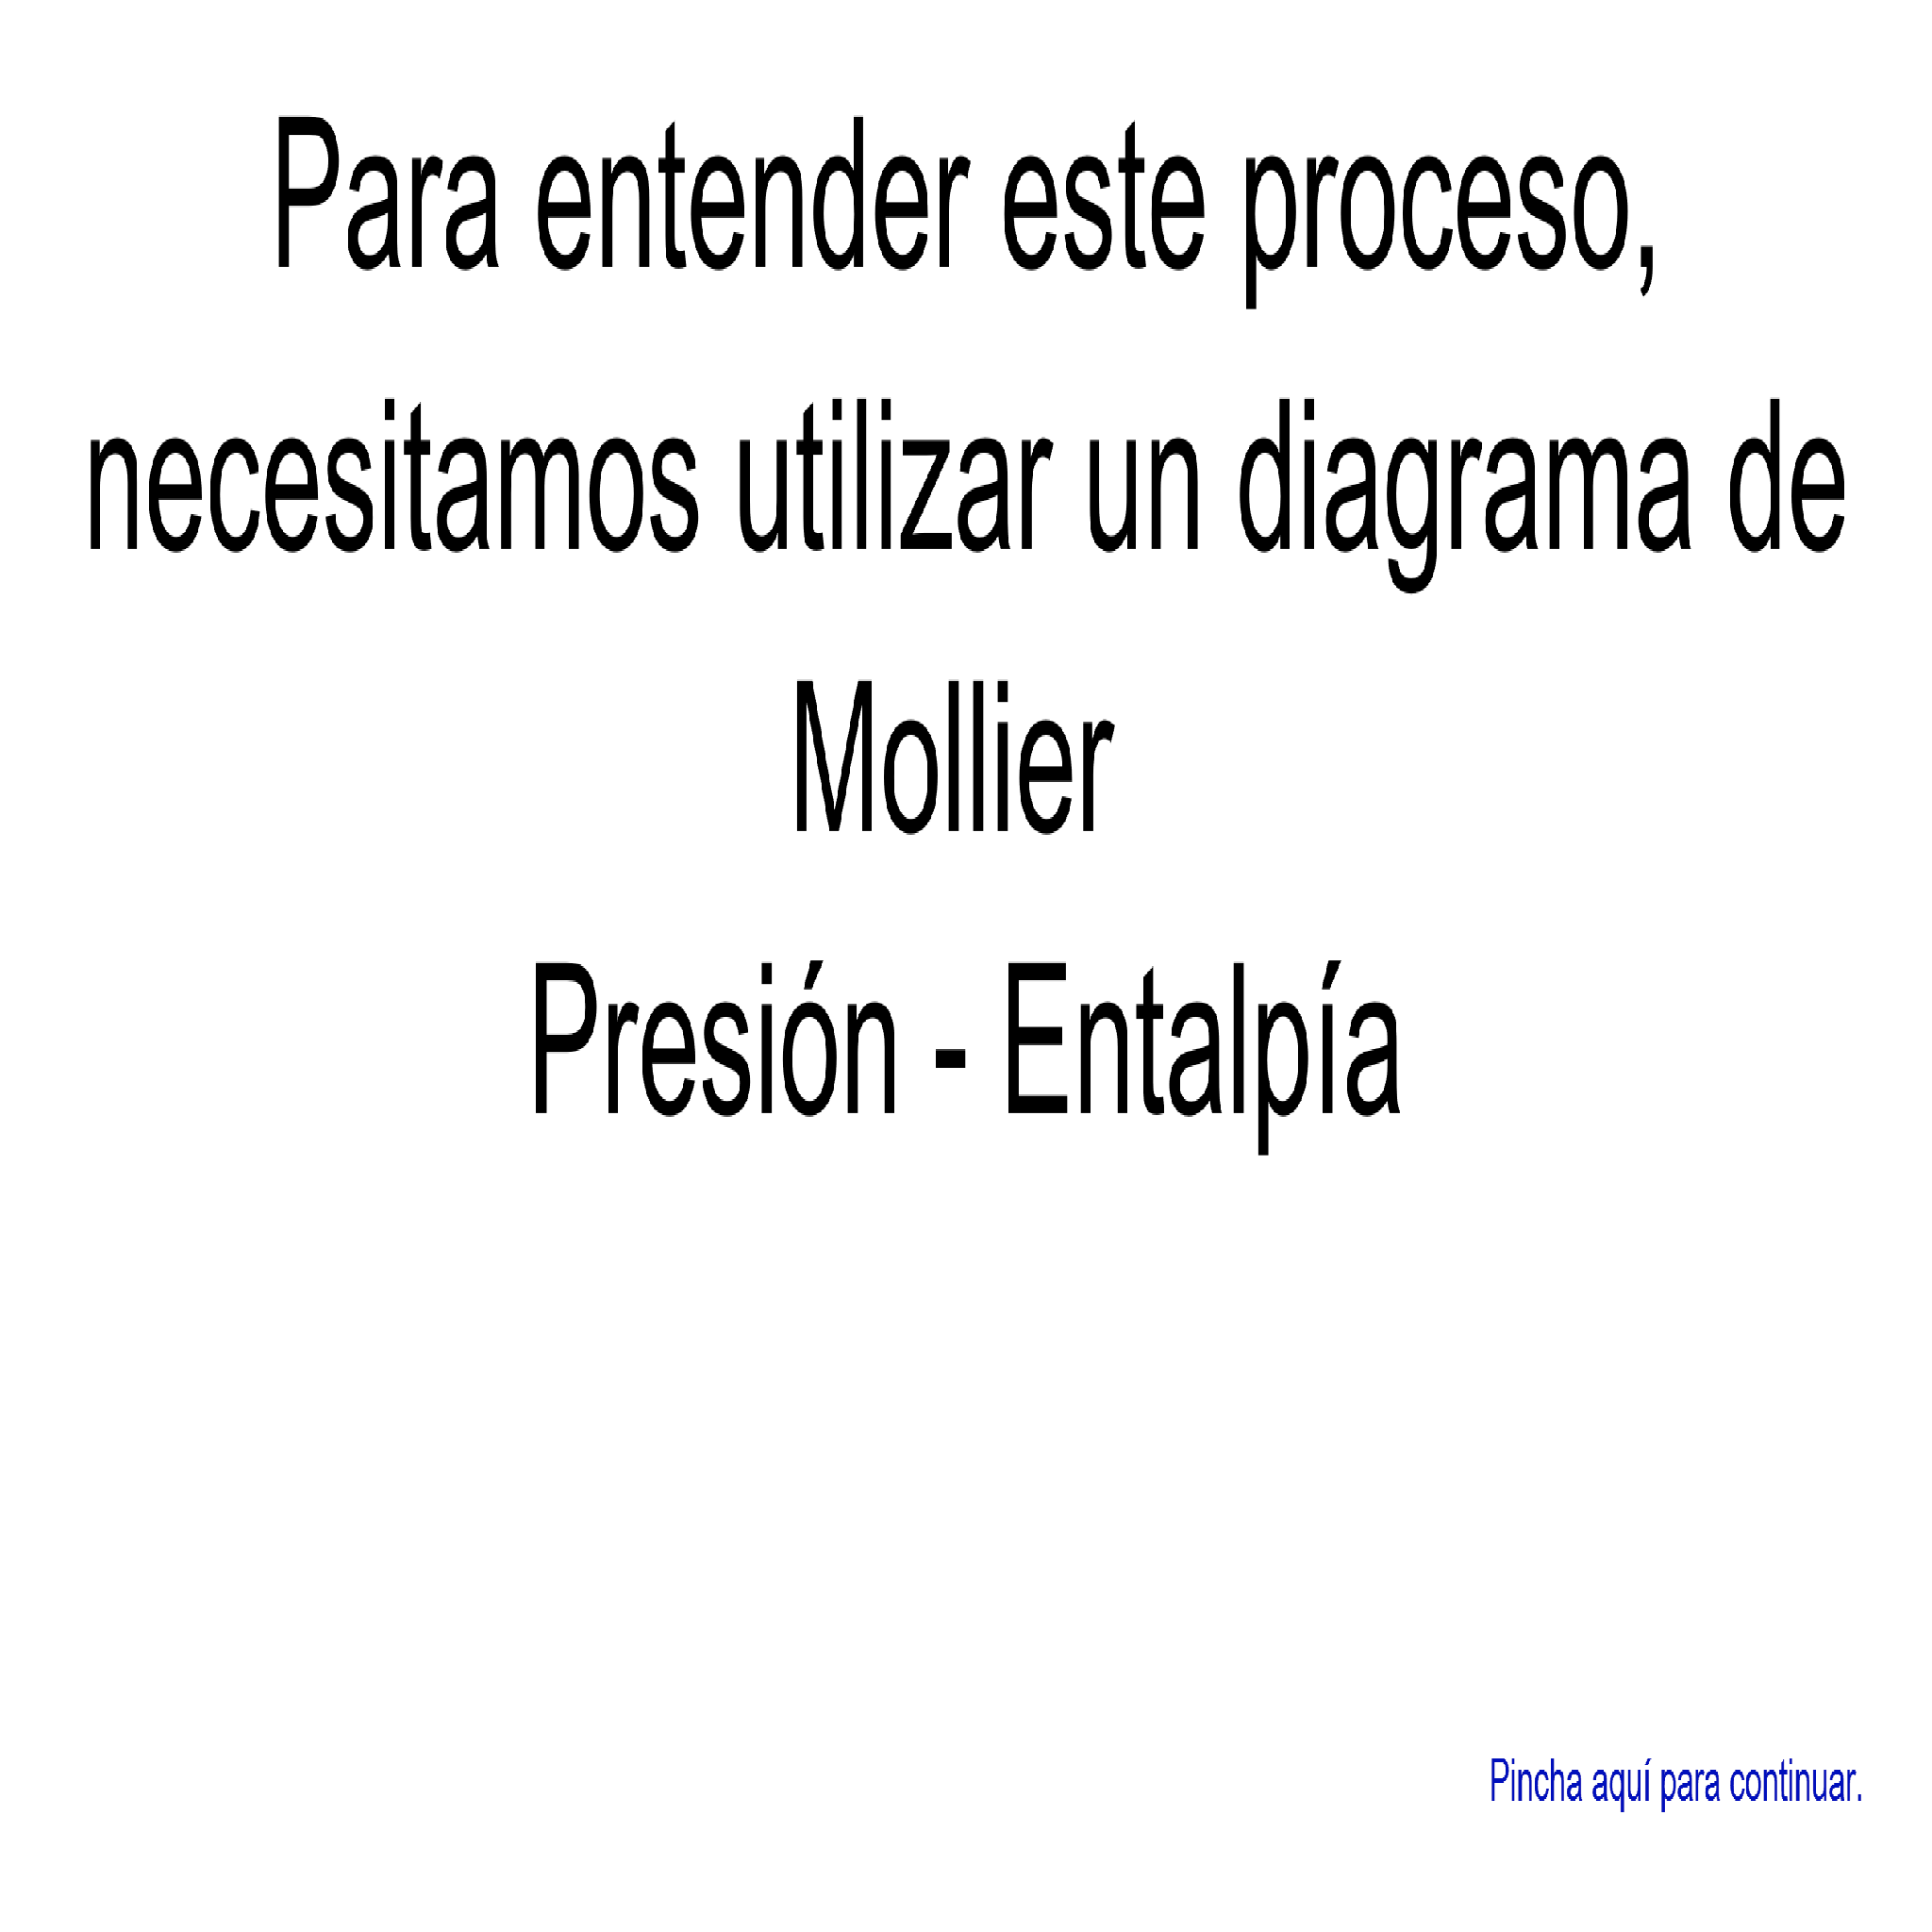 Para entender este proceso,
necesitamos utilizar un diagrama de
Mollier
Presión - Entalpía
Pincha aquí para continuar.